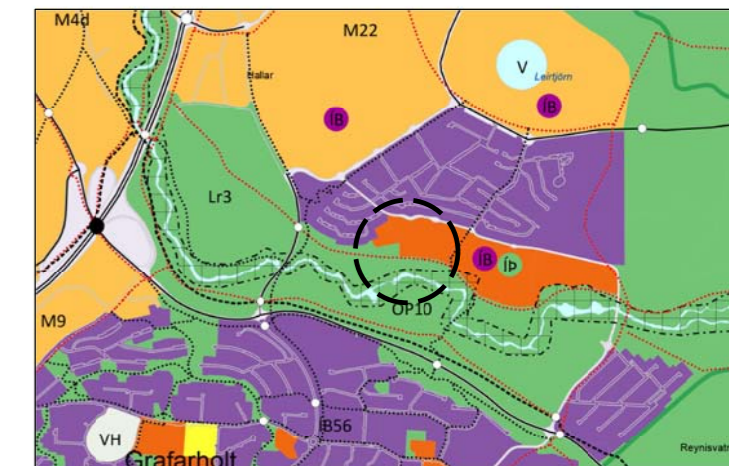 M4d
M22
Hallar
V
Leirtjörn
ÍB
ÍB
Lr3
ÍB
ÍÞ
OP10
M9
ÍB56
VH
Grafarholt
Reynisvatn